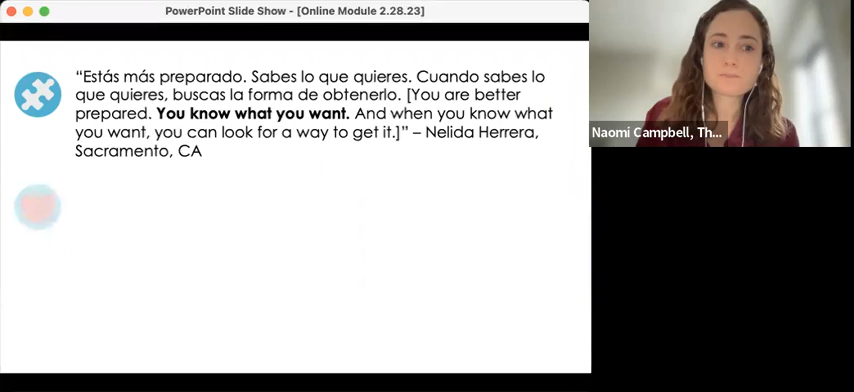 PowerPoint Slide Show - [Online Module 2.28.23]
“Estás más preparado. Sabes lo que quieres. Cuando sabes lo
que quieres, buscas la forma de obtenerlo. [You are better
prepared. You know what you want. And when you know what
you want, you can look for a way to get it.]” – Nelida Herrera,
Sacramento, CA
Naomi Campbell, Th...